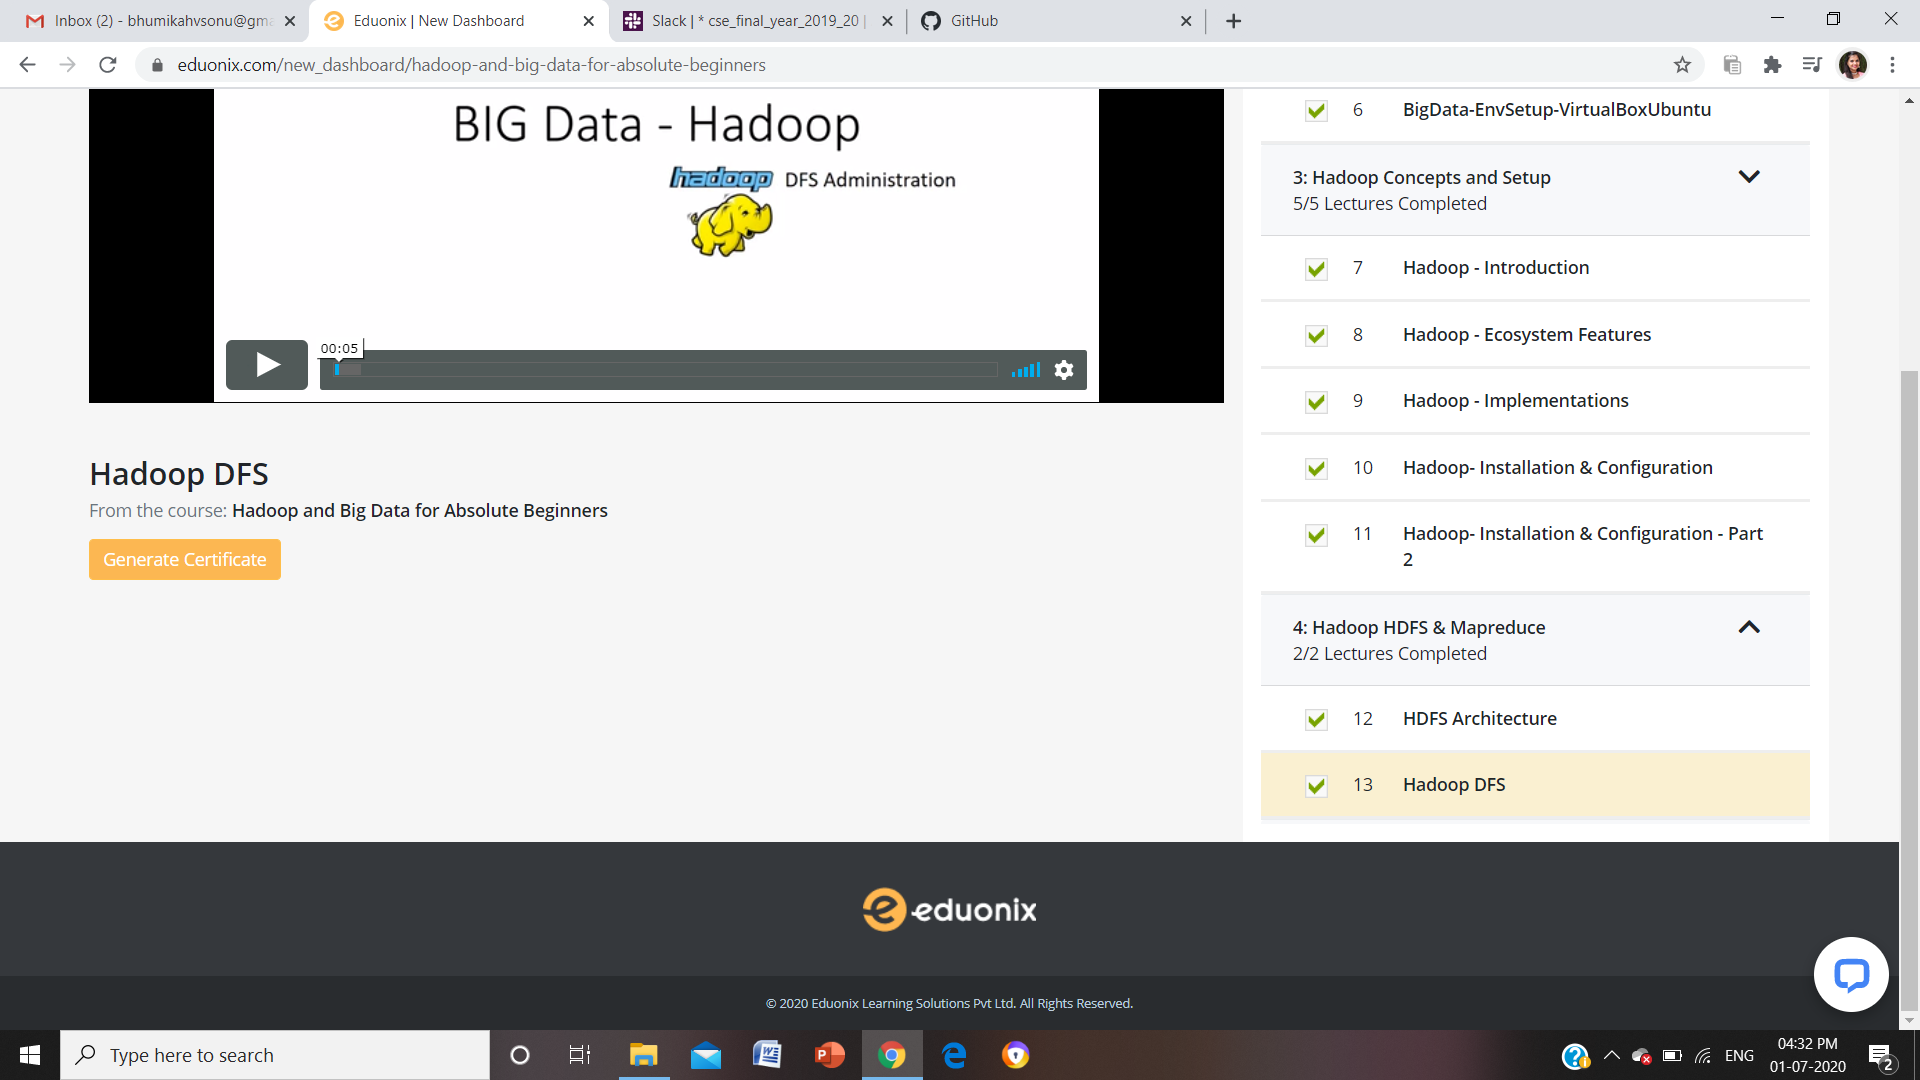 Inbox (2) - bhumikahvsonu@gma
Eduonix | New Dashboard
Slack | * cse_final_year_2019_20 |
GitHub
eduonix.com/new_dashboard/hadoop-and-big-data-for-absolute-beginners
BIG Data - Hadoop
hadoop DFS Administration
00:05
Hadoop DFS
From the course: Hadoop and Big Data for Absolute Beginners
Generate Certificate
6 BigData-EnvSetup-VirtualBoxUbuntu
3: Hadoop Concepts and Setup
5/5 Lectures Completed
7 Hadoop - Introduction
8 Hadoop - Ecosystem Features
9 Hadoop - Implementations
10 Hadoop- Installation & Configuration
11 Hadoop- Installation & Configuration - Part
2
4: Hadoop HDFS & Mapreduce
2/2 Lectures Completed
12 HDFS Architecture
13 Hadoop DFS
eduonix
© 2020 Eduonix Learning Solutions Pvt Ltd. All Rights Reserved.
Type here to search
ENG
04:32 PM
01-07-2020
2